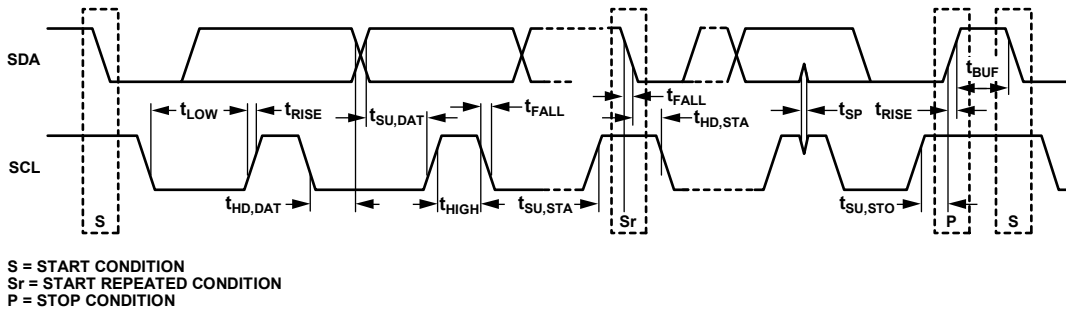 SDA
tLOW
tRISE
tSU,DAT
tFALL
tFALL
tHD,STA
tSP
tRISE
tBUF
SCL
tHD,DAT
tHIGH
tSU,STA
tSU,STO
S
Sr
P
S
S = START CONDITION
Sr = START REPEATED CONDITION
P = STOP CONDITION